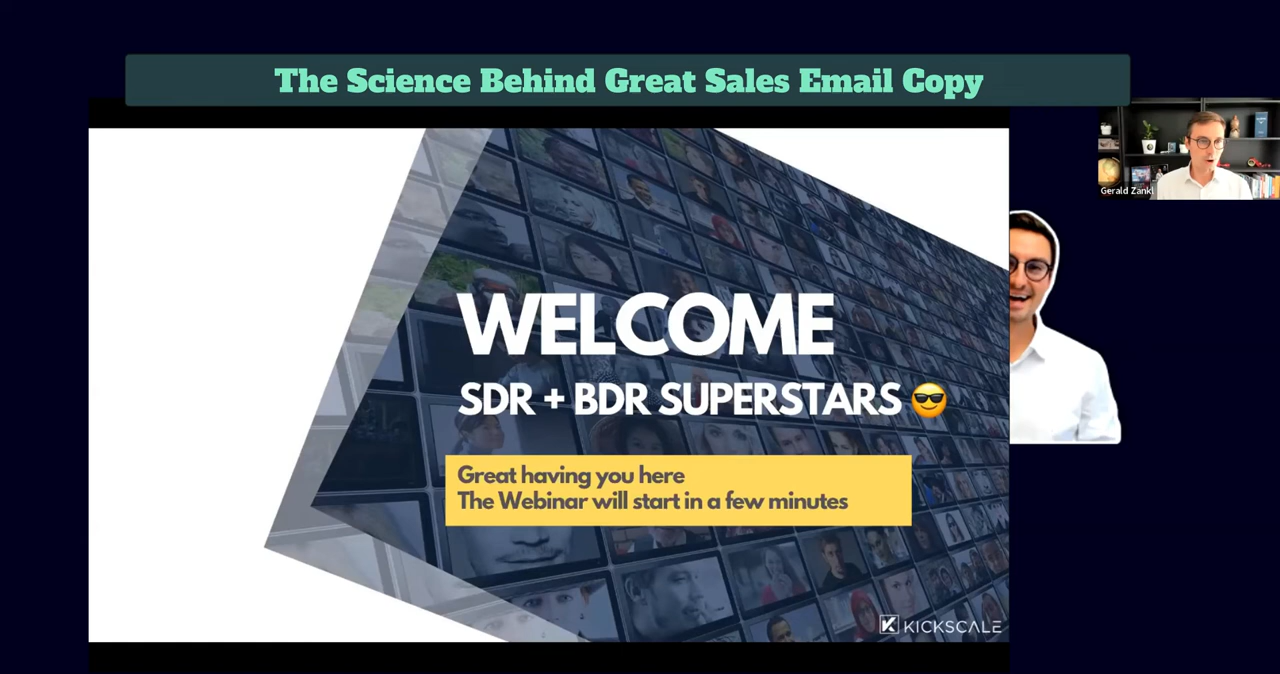 The Science Behind Great Sales Email Copy
Gerald Zankl
WELCOME
SDR + BDR SUPERSTARS 😎
Great having you here
The Webinar will start in a few minutes
KICKSCALE